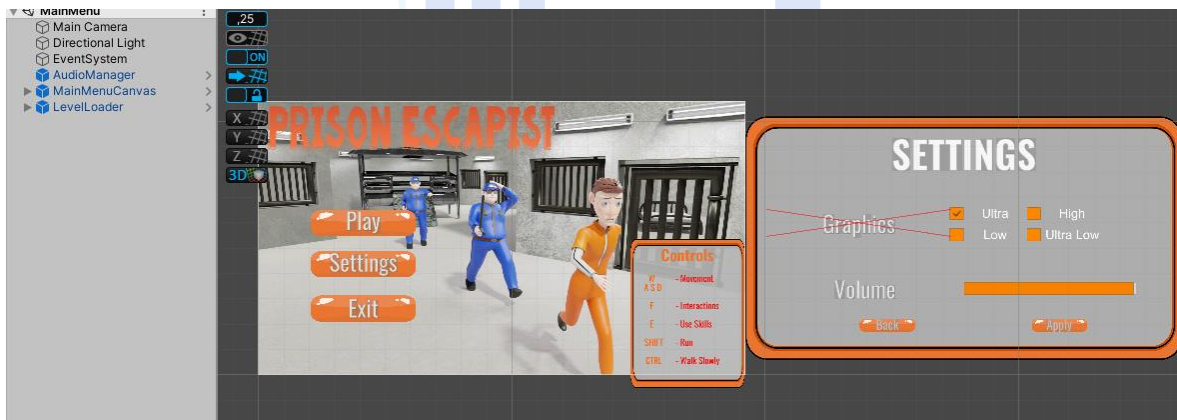 MainMenu
Main Camera
Directional Light
EventSystem
AudioManager
MainMenuCanvas
LevelLoader
,25
ON
X
Y
Z
3D
PRISON ESCAPIST
Play
Settings
Exit
Controls
W
A S D - Movement
F - Interactions
E - Use Skills
SHIFT - Run
CTRL - Walk Slowly
SETTINGS
Graphics
Ultra High
Low Ultra Low
Volume
Back Apply